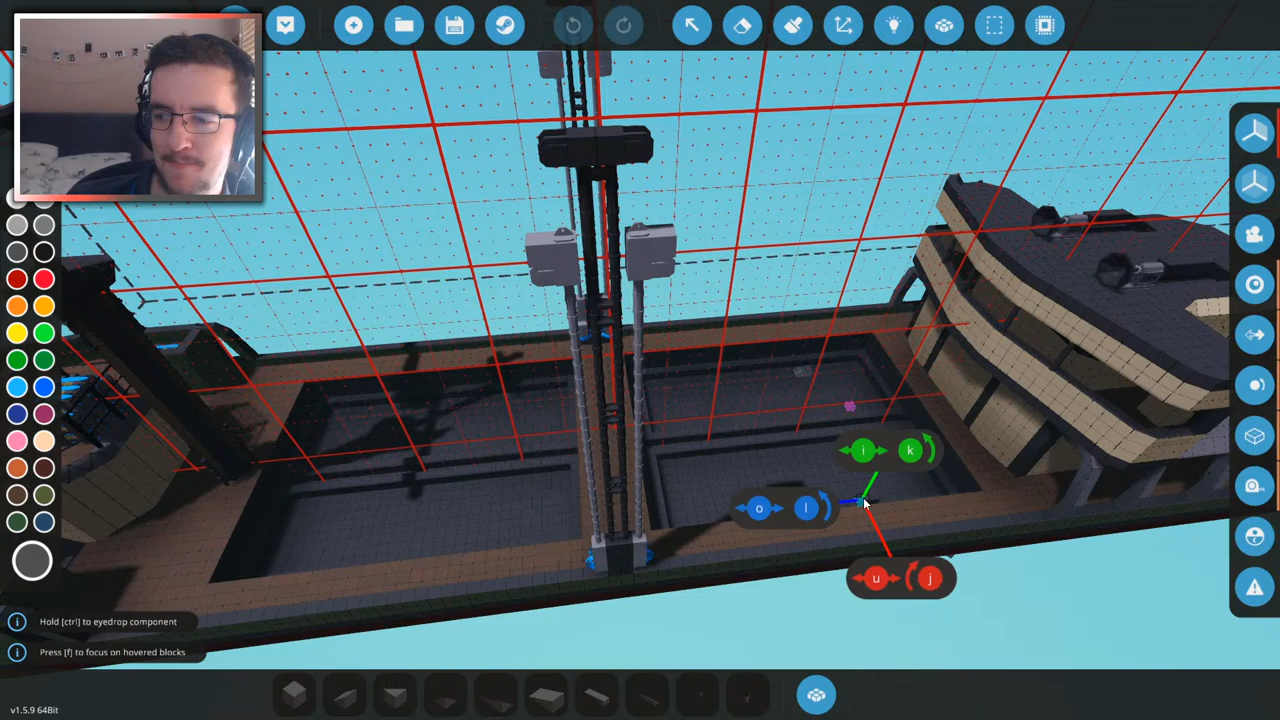 i k
o l
u j
Hold [ctrl] to eyedrop component
Press [f] to focus on hovered blocks
v1.5.9 64Bit